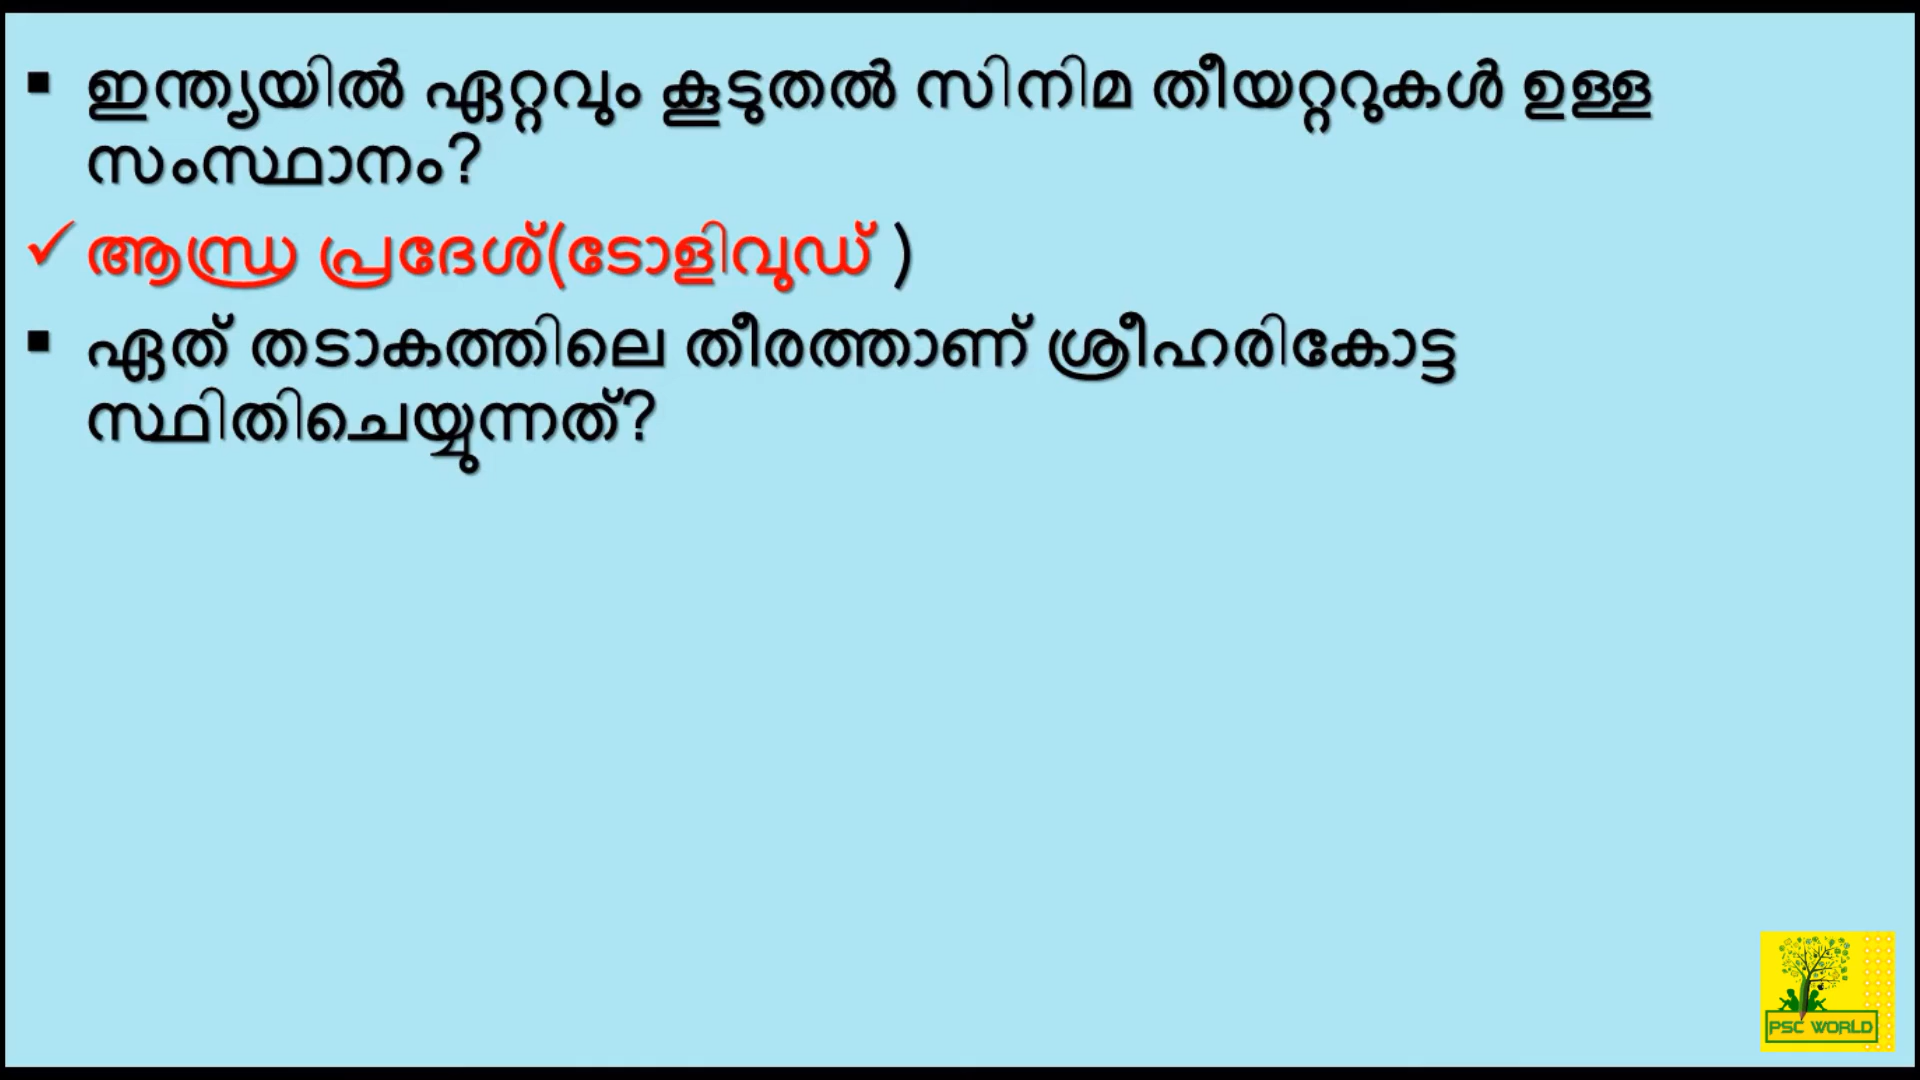 ▪ ഇന്ത്യയിൽ ഏറ്റവും കൂടുതൽ സിനിമ തീയറ്ററുകൾ ഉള്ള
സംസ്ഥാനം?
✓ ആന്ധ്ര പ്രദേശ്(ടോളിവുഡ് )
▪ ഏത് തടാകത്തിലെ തീരത്താണ് ശ്രീഹരികോട്ട
സ്ഥിതിചെയ്യുന്നത്?
PSC WORLD